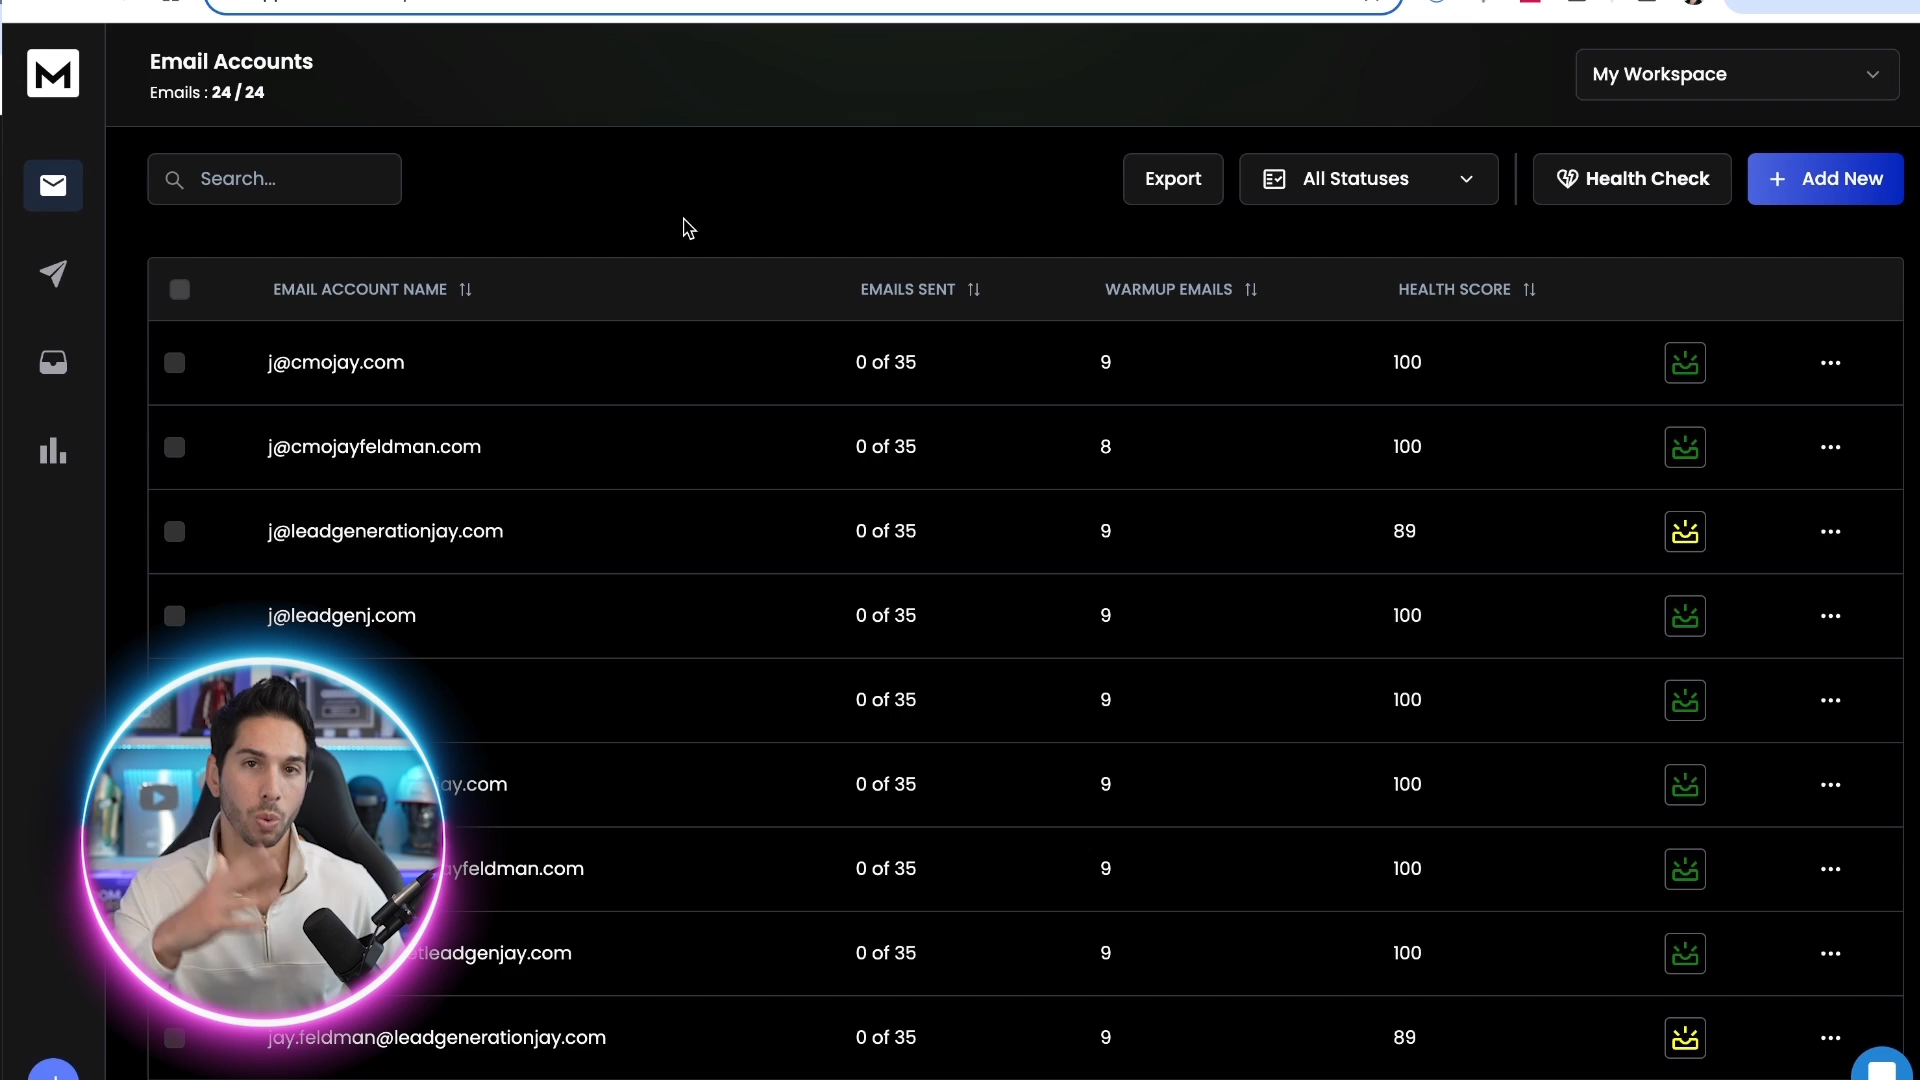 Email Accounts
Emails : 24 / 24
My Workspace
Search...
Export
All Statuses
Health Check
+ Add New
EMAIL ACCOUNT NAME
EMAILS SENT
WARMUP EMAILS
HEALTH SCORE
j@cmojay.com 0 of 35 9 100
j@cmojayfeldman.com 0 of 35 8 100
j@leadgenerationjay.com 0 of 35 9 89
j@leadgenj.com 0 of 35 9 100
0 of 35 9 100
ay.com 0 of 35 9 100
ayfeldman.com 0 of 35 9 100
etleadgenjay.com 0 of 35 9 100
jay.feldman@leadgenerationjay.com 0 of 35 9 89